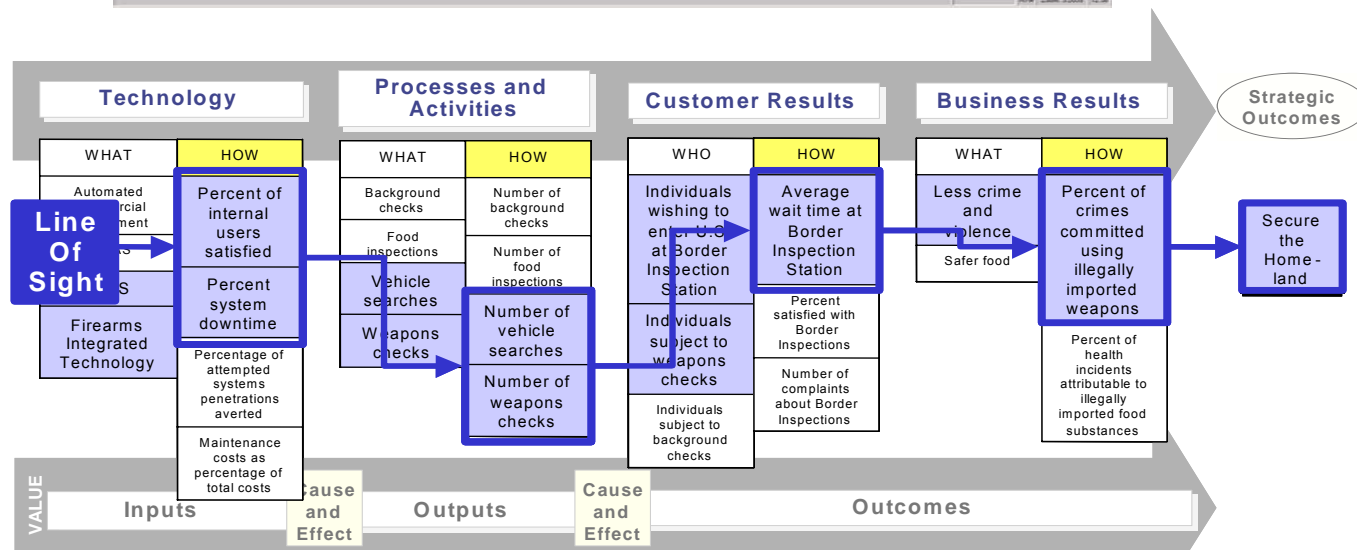 Technology
Processes and
Activities
Customer Results
Business Results
Strategic
Outcomes
WHAT
HOW
Automated
Line
Of
Sight
Firearms
Integrated
Technology
Percent of
internal
users
satisfied
Percent
system
downtime
Percentage of
attempted
systems
penetrations
averted
Maintenance
costs as
percentage of
total costs
WHAT
HOW
Background
checks
Food
inspections
Vehicle
searches
Weapons
checks
Number of
background
checks
Number of
food
inspections
Number of
vehicle
searches
Number of
weapons
checks
WHO
HOW
Individuals
wishing to
enter U.S.
at Border
Inspection
Station
Individuals
subject to
weapons
checks
Individuals
subject to
background
checks
Average
wait time at
Border
Inspection
Station
Percent
satisfied with
Border
Inspections
Number of
complaints
about Border
Inspections
WHAT
HOW
Less crime
and
violence
Safer food
Percent of
crimes
committed
using
illegally
imported
weapons
Percent of
health
incidents
attributable to
illegally
imported food
substances
Secure
the
Home-
land
VALUE
Inputs
Cause
and
Effect
Outputs
Cause
and
Effect
Outcomes